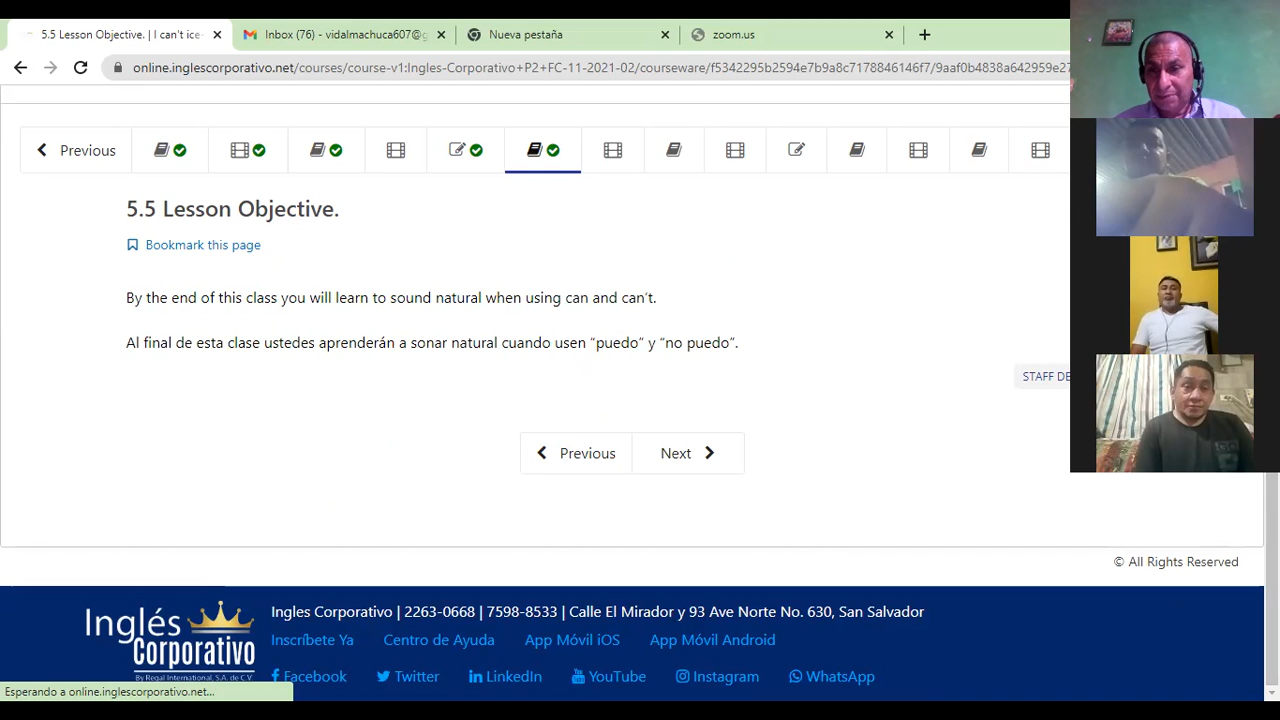 5.5 Lesson Objective. | I can't ice-
Inbox (76) - vidalmachuca607@g
Nueva pestaña
zoom.us
online.inglescorporativo.net/courses/course-v1:Ingles-Corporativo+P2+FC-11-2021-02/courseware/f5342295b2594e7b9a8c7178846146f7/9aaf0b4838a642959e27
Previous
5.5 Lesson Objective.
Bookmark this page
By the end of this class you will learn to sound natural when using can and can't.
Al final de esta clase ustedes aprenderán a sonar natural cuando usen “puedo” y “no puedo”.
STAFF DE
Previous Next
© All Rights Reserved
Inglés Corporativo
By Regal International, S.A. de C.V.
Ingles Corporativo | 2263-0668 | 7598-8533 | Calle El Mirador y 93 Ave Norte No. 630, San Salvador
Inscríbete Ya Centro de Ayuda App Móvil iOS App Móvil Android
Facebook Twitter LinkedIn YouTube Instagram WhatsApp
Esperando a online.inglescorporativo.net...